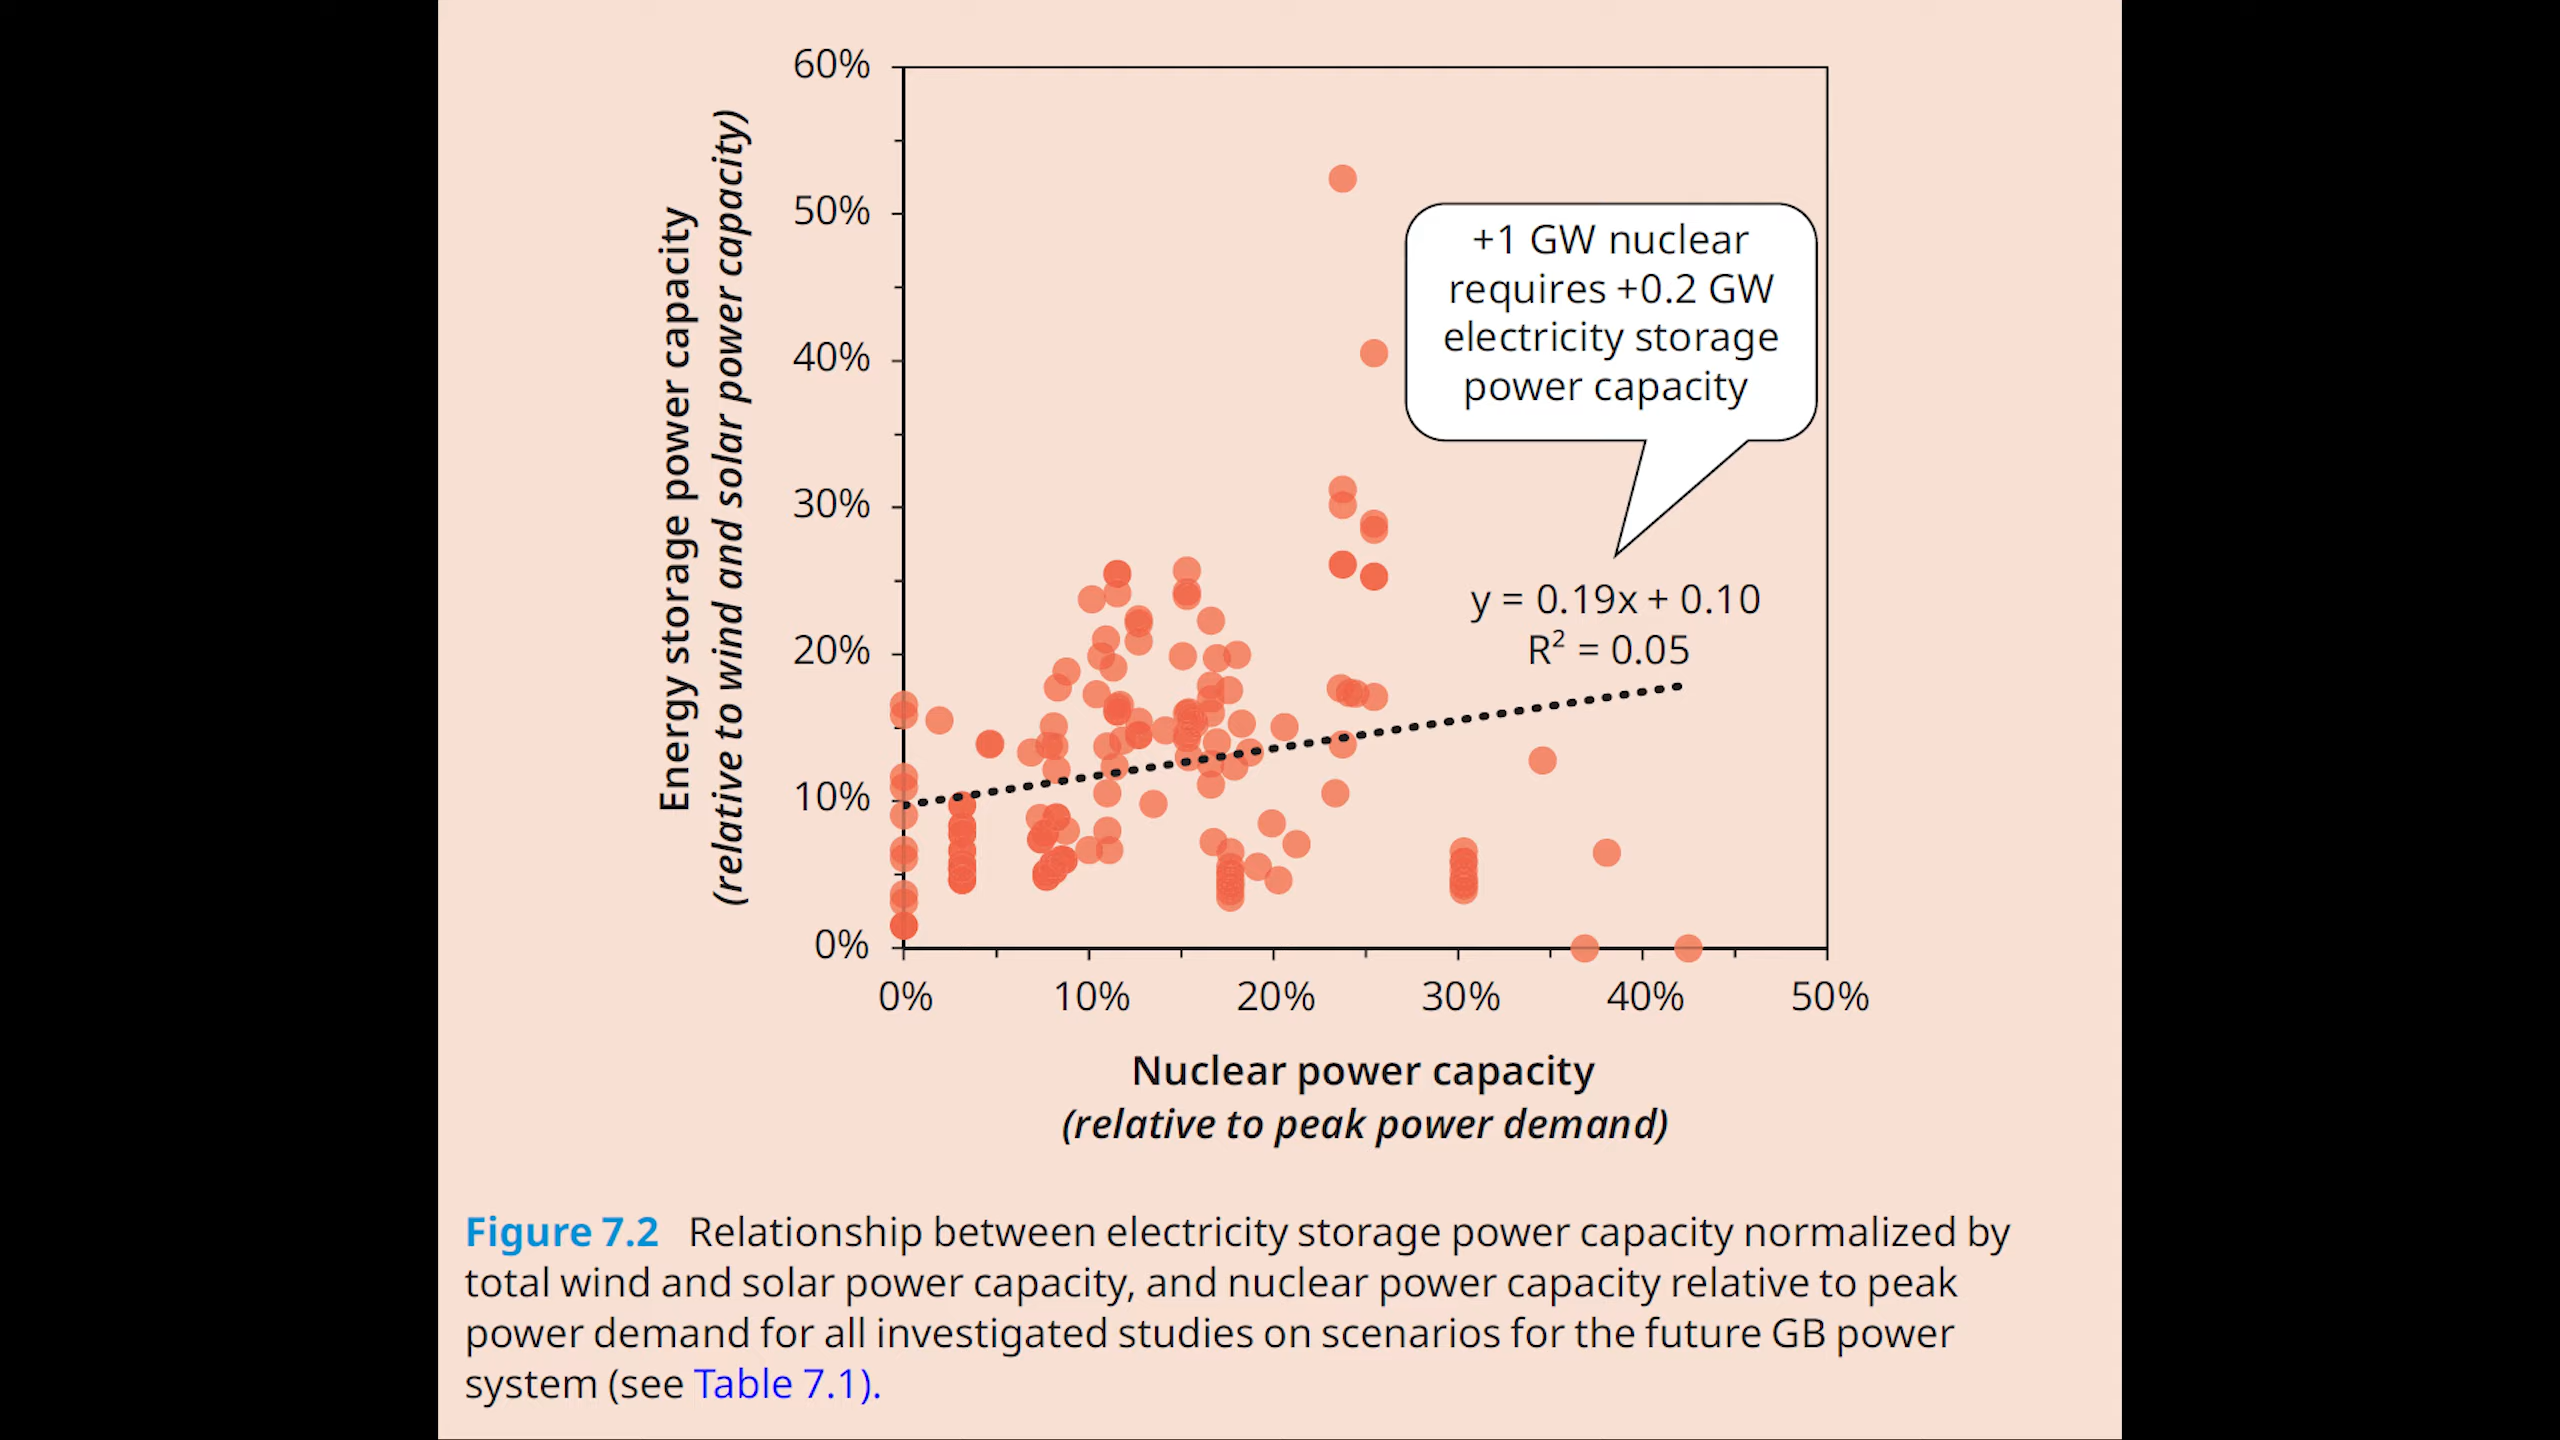 60%
50%
40%
30%
20%
10%
0%
Energy storage power capacity
(relative to wind and solar power capacity)
+1 GW nuclear
requires +0.2 GW
electricity storage
power capacity
y = 0.19x + 0.10
R² = 0.05
0% 10% 20% 30% 40% 50%
Nuclear power capacity
(relative to peak power demand)
Figure 7.2 Relationship between electricity storage power capacity normalized by
total wind and solar power capacity, and nuclear power capacity relative to peak
power demand for all investigated studies on scenarios for the future GB power
system (see Table 7.1).